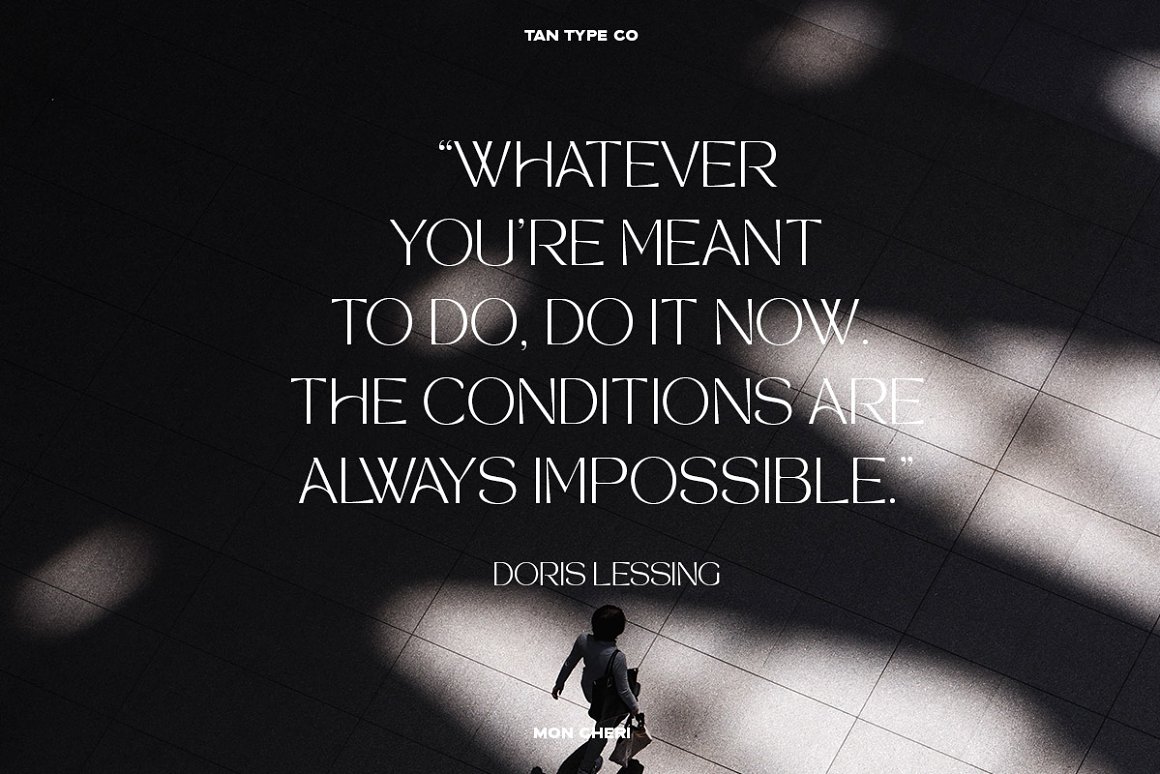 TAN TYPE CO
“WHATEVER
YOU’RE MEANT
TO DO, DO IT NOW.
THE CONDITIONS ARE
ALWAYS IMPOSSIBLE.”
DORIS LESSING
MON CHERI